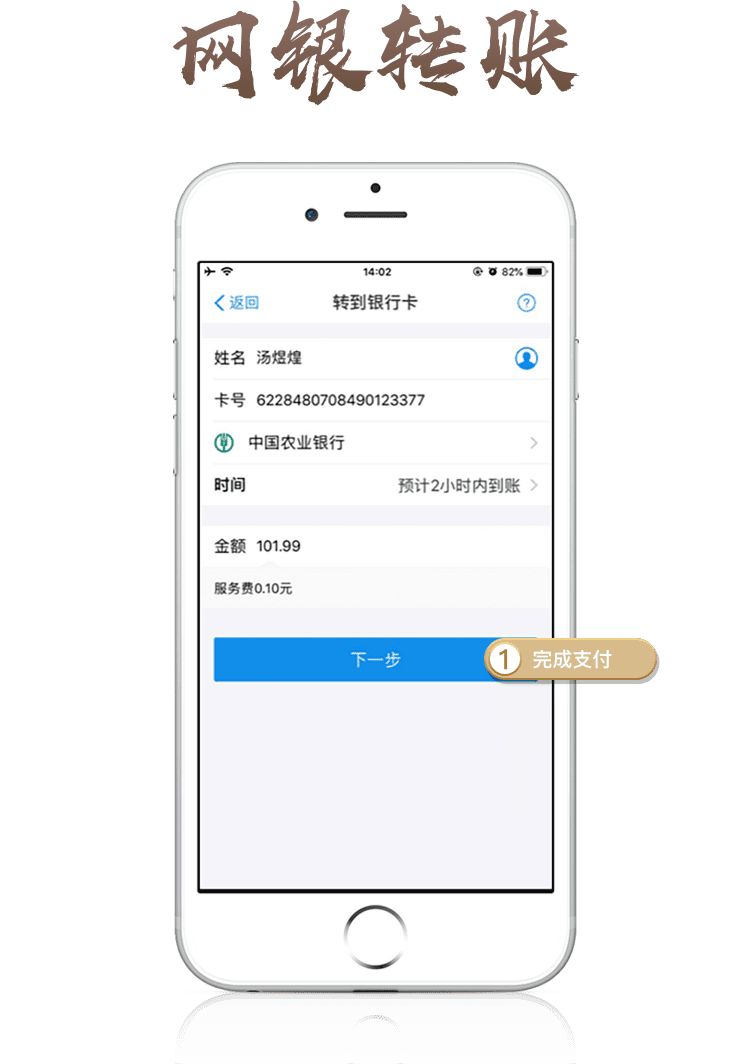 网银转账
14:02
82%
返回
转到银行卡
?
姓名 汤煜煌
卡号 6228480708490123377
中国农业银行
时间 预计2小时内到账
金额 101.99
服务费0.10元
下一步
1 完成支付